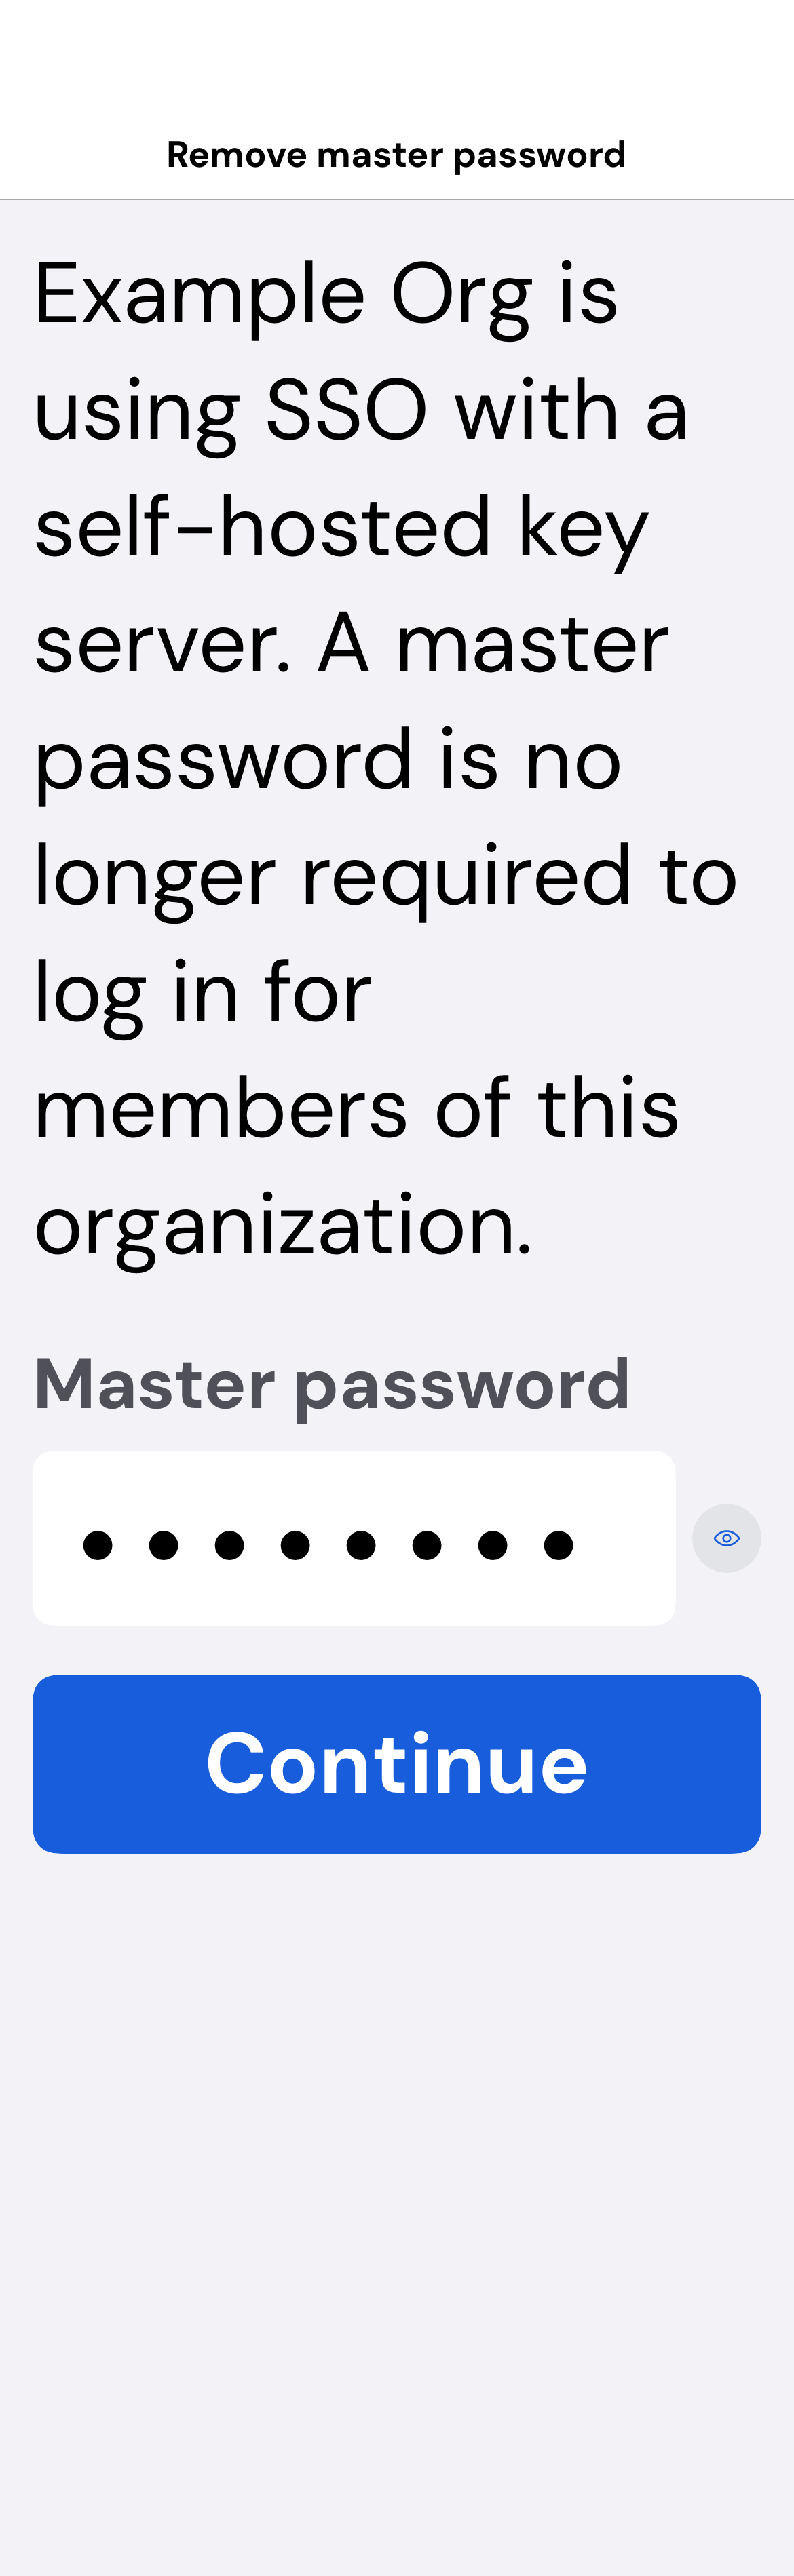 Remove master password
Example Org is
using SSO with a
self-hosted key
server. A master
password is no
longer required to
log in for
members of this
organization.
Master password
••••••••
Continue